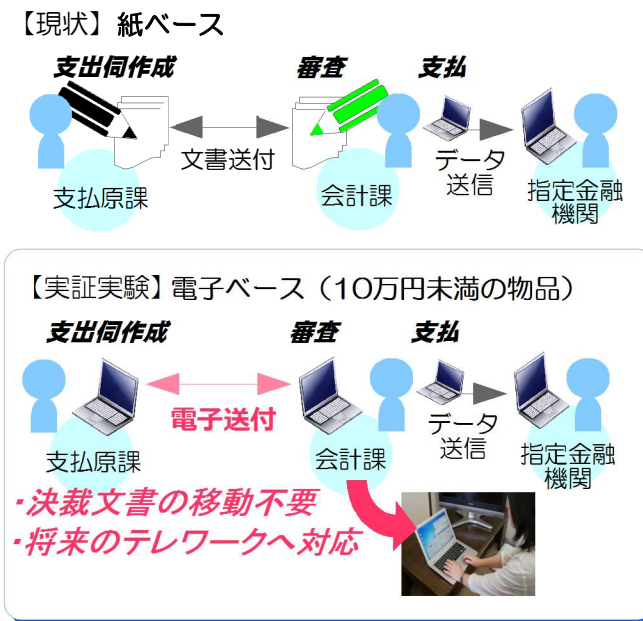 【現状】紙ベース
支出伺作成
審査
支払
文書送付
データ
送信
支払原課
会計課
指定金融
機関
【実証実験】電子ベース（10万円未満の物品）
支出伺作成
審査
支払
電子送付
データ
送信
支払原課
会計課
指定金融
機関
・決裁文書の移動不要
・将来のテレワークへ対応